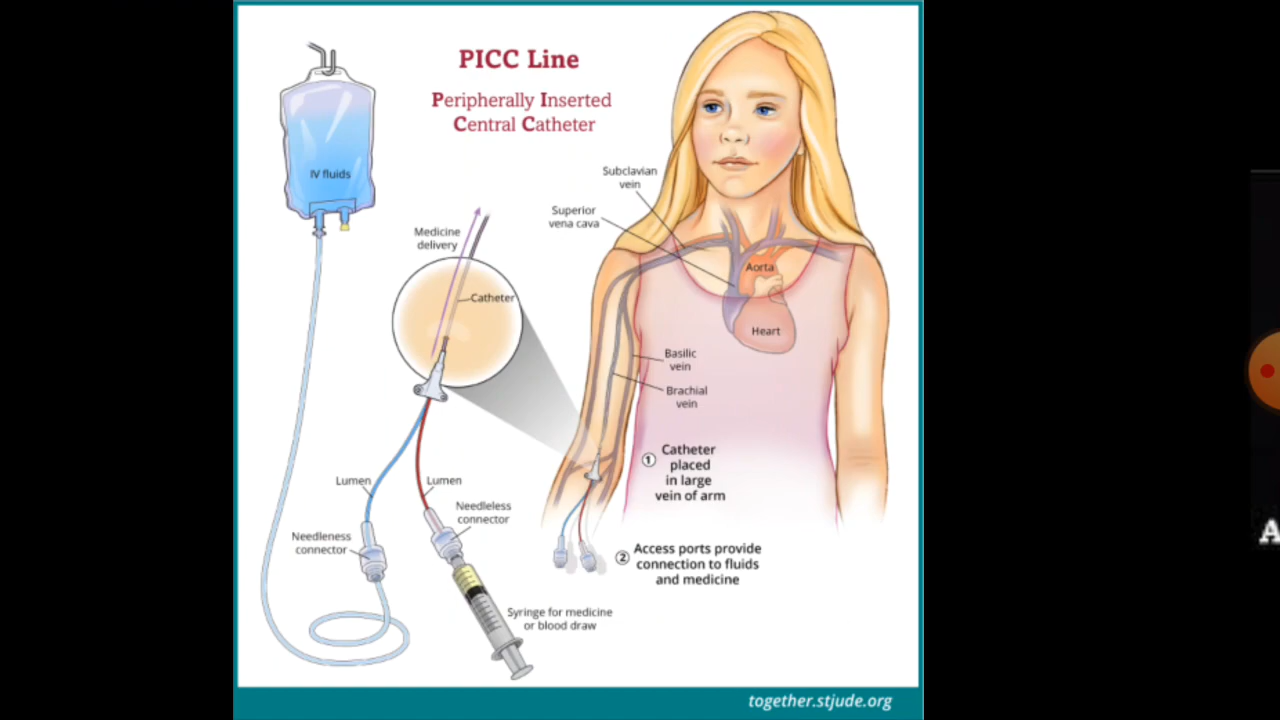 PICC Line
Peripherally Inserted
Central Catheter
IV fluids
Subclavian
vein
Superior
vena cava
Medicine
delivery
Aorta
Catheter
Heart
Basilic
vein
Brachial
vein
1 Catheter
placed
in large
vein of arm
Lumen
Lumen
Needleless
connector
Needleness
connector
2 Access ports provide
connection to fluids
and medicine
Syringe for medicine
or blood draw
together.stjude.org